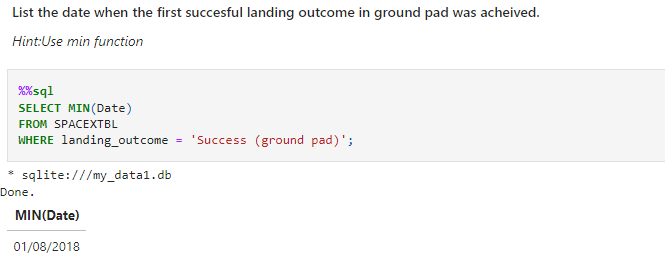 List the date when the first succesful landing outcome in ground pad was acheived.
Hint:Use min function
%%sql
SELECT MIN(Date)
FROM SPACEXTBL
WHERE landing_outcome = 'Success (ground pad)';
* sqlite:///my_data1.db
Done.
MIN(Date)
01/08/2018